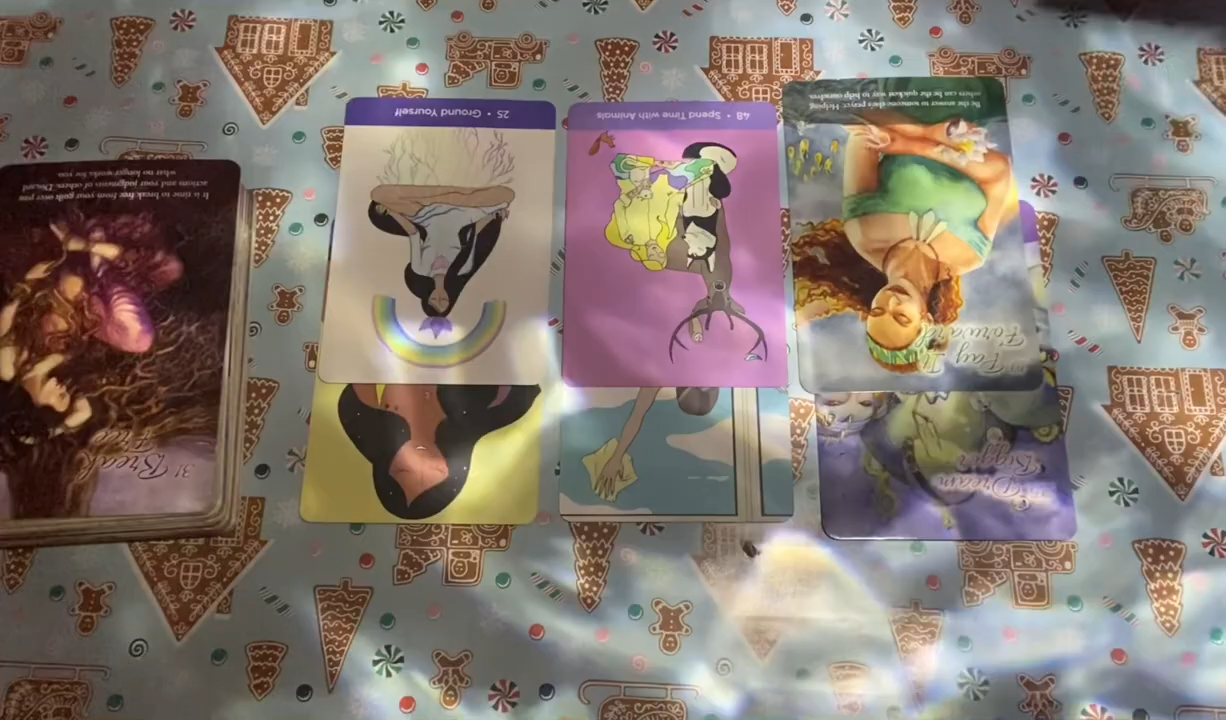 31 Break
Free
It is time to break free from your guilt over past
actions and your judgments of others. Discard
what no longer works for you.
25 • Ground Yourself
48 • Spend Time with Animals
Pay It
Forward
Be the answer to someone else's prayer. Helping
others can be the quickest way to help ourselves.
Dream
Bigger